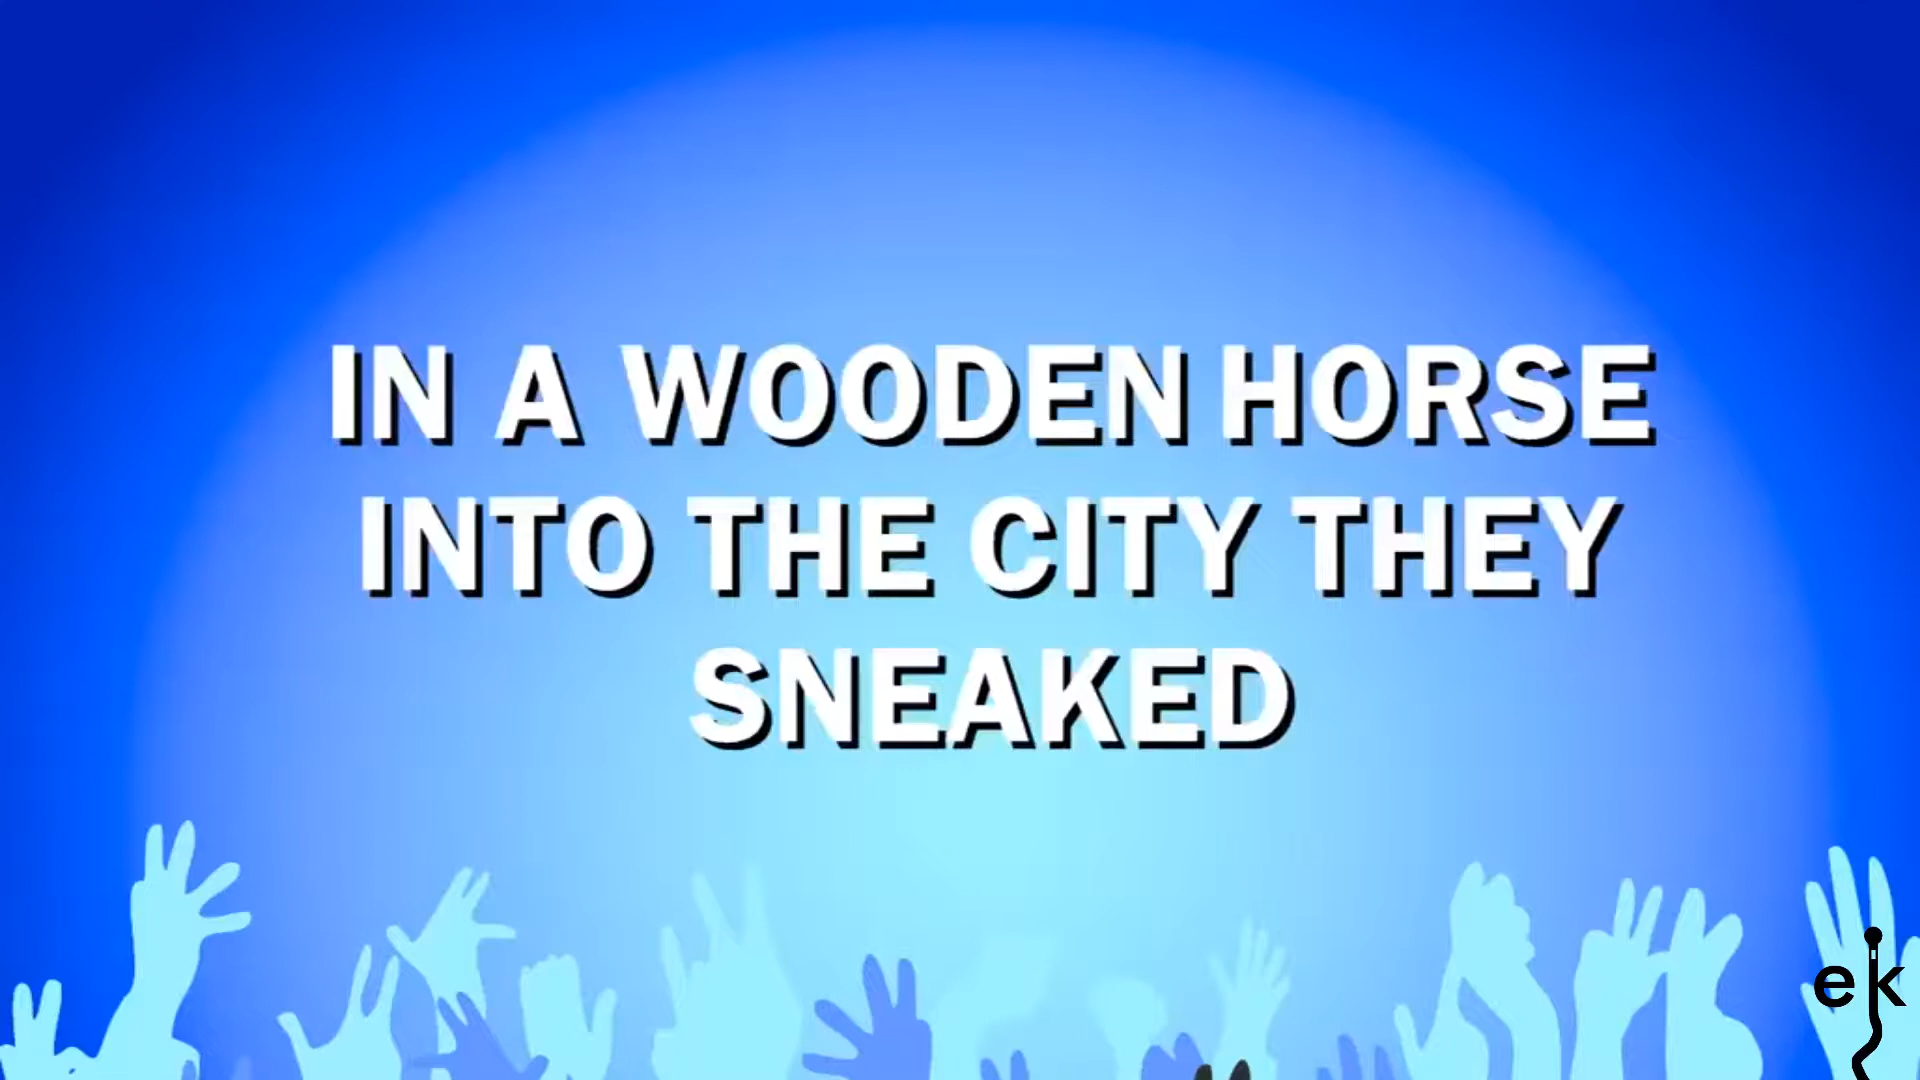 IN A WOODEN HORSE
INTO THE CITY THEY
SNEAKED
ek